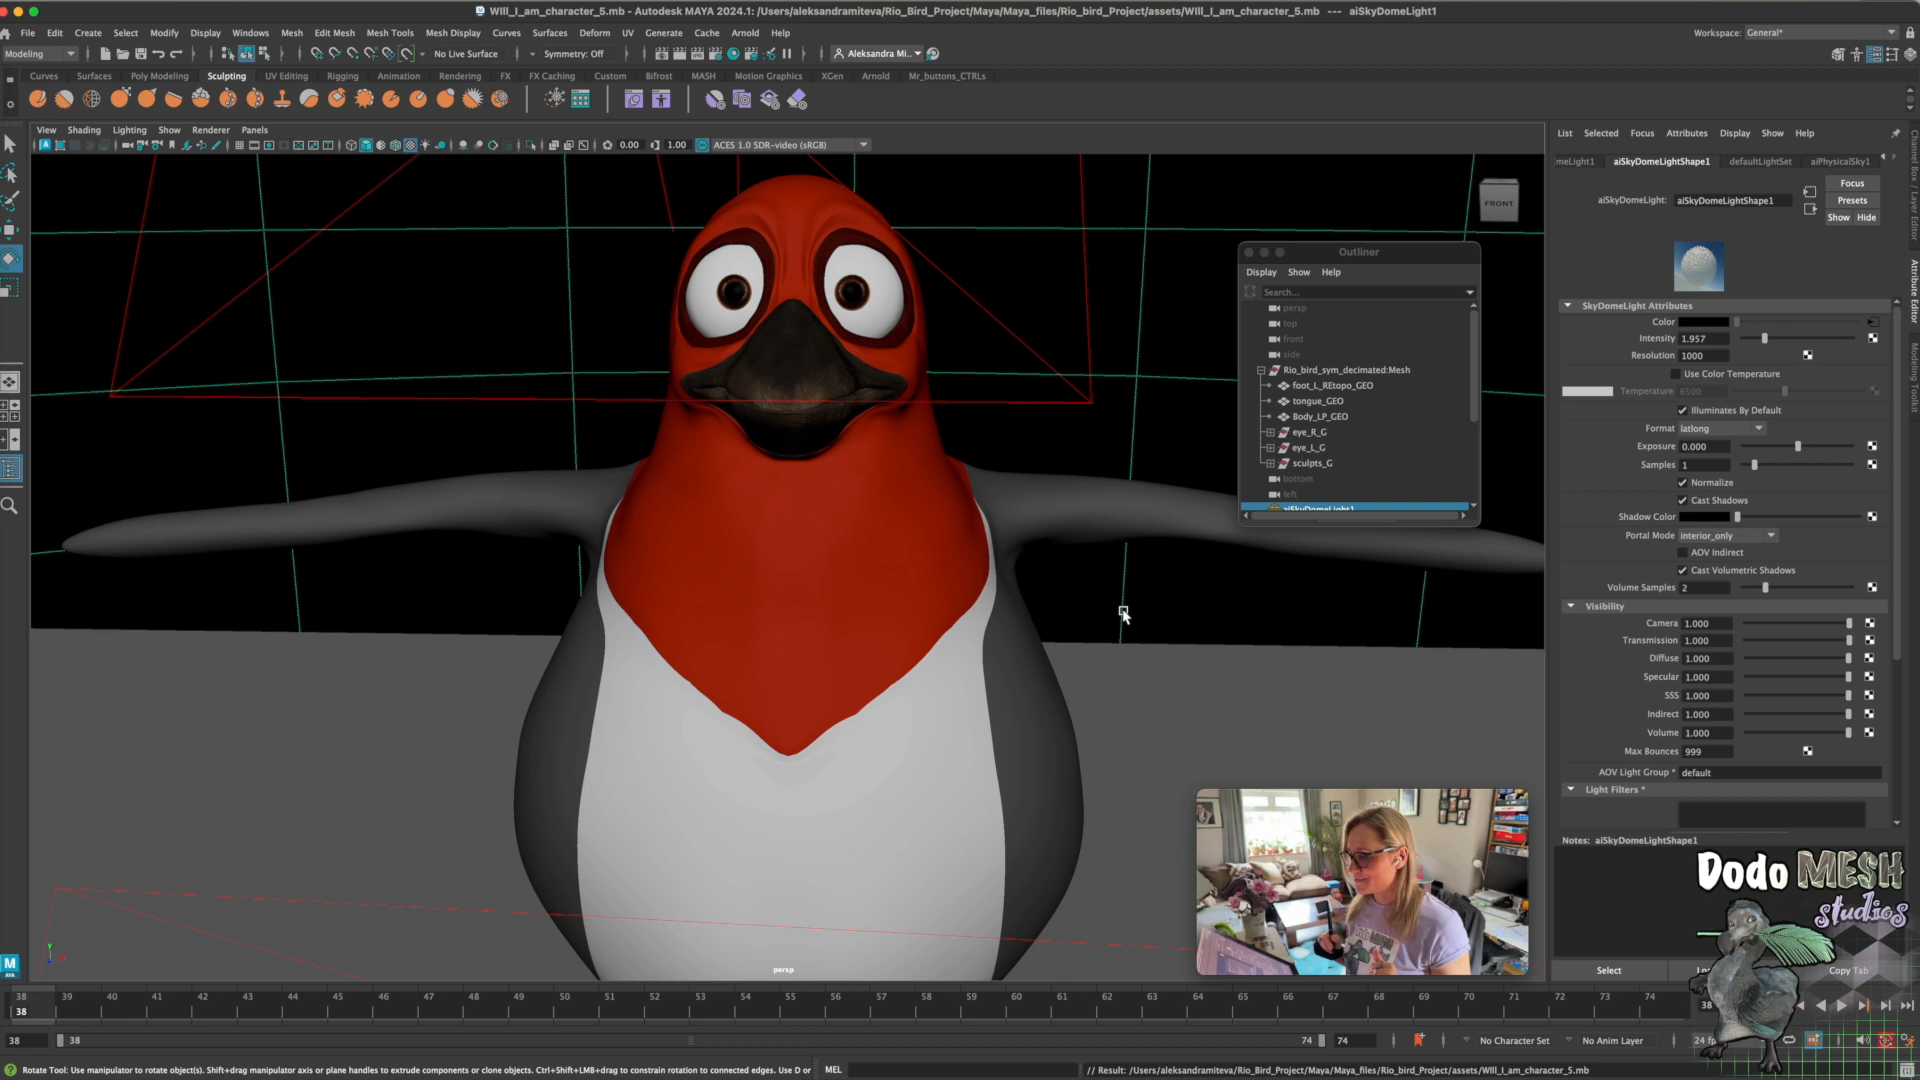 WIll_I_am_character_5.mb - Autodesk MAYA 2024.1: /Users/aleksandramiteva/Rio_Bird_Project/Maya/Maya_files/Rio_bird_Project/assets/WIll_I_am_character_5.mb --- aiSkyDomeLight1
File Edit Create Select Modify Display Windows Mesh Edit Mesh Mesh Tools Mesh Display Curves Surfaces Deform UV Generate Cache Arnold Help
Workspace: General*
Modeling
No Live Surface
Symmetry: Off
Aleksandra Mi..
Curves Surfaces Poly Modeling Sculpting UV Editing Rigging Animation Rendering FX FX Caching Custom Bifrost MASH Motion Graphics XGen Arnold Mr_buttons_CTRLs
View Shading Lighting Show Renderer Panels
0.00 1.00 ACES 1.0 SDR-video (sRGB)
FRONT
Outliner
Display Show Help
Search...
persp
top
front
side
Rio_bird_sym_decimated:Mesh
foot_L_REtopo_GEO
tongue_GEO
Body_LP_GEO
eye_R_G
eye_L_G
sculpts_G
bottom
left
aiSkyDomeLight1
persp
List Selected Focus Attributes Display Show Help
meLight1 aiSkyDomeLightShape1 defaultLightSet aiPhysicalSky1
Focus
aiSkyDomeLight: aiSkyDomeLightShape1
Presets
Show Hide
SkyDomeLight Attributes
Color
Intensity 1.957
Resolution 1000
Use Color Temperature
Temperature 6500
Illuminates By Default
Format latlong
Exposure 0.000
Samples 1
Normalize
Cast Shadows
Shadow Color
Portal Mode interior_only
AOV Indirect
Cast Volumetric Shadows
Volume Samples 2
Visibility
Camera 1.000
Transmission 1.000
Diffuse 1.000
Specular 1.000
SSS 1.000
Indirect 1.000
Volume 1.000
Max Bounces 999
AOV Light Group * default
Light Filters *
Notes: aiSkyDomeLightShape1
Dodo MESH
studios
Select
Copy Tab
Channel Box / Layer Editor
Attribute Editor
Modeling Toolkit
M
38 39 40 41 42 43 44 45 46 47 48 49 50 51 52 53 54 55 56 57 58 59 60 61 62 63 64 65 66 67 68 69 70 71 72 73 74
38
38
38 38
74 74
No Character Set
No Anim Layer
24 fp
Rotate Tool: Use manipulator to rotate object(s). Shift+drag manipulator axis or plane handles to extrude components or clone objects. Ctrl+Shift+LMB+drag to constrain rotation to connected edges. Use D or
MEL
// Result: /Users/aleksandramiteva/Rio_Bird_Project/Maya/Maya_files/Rio_bird_Project/assets/WIll_I_am_character_5.mb